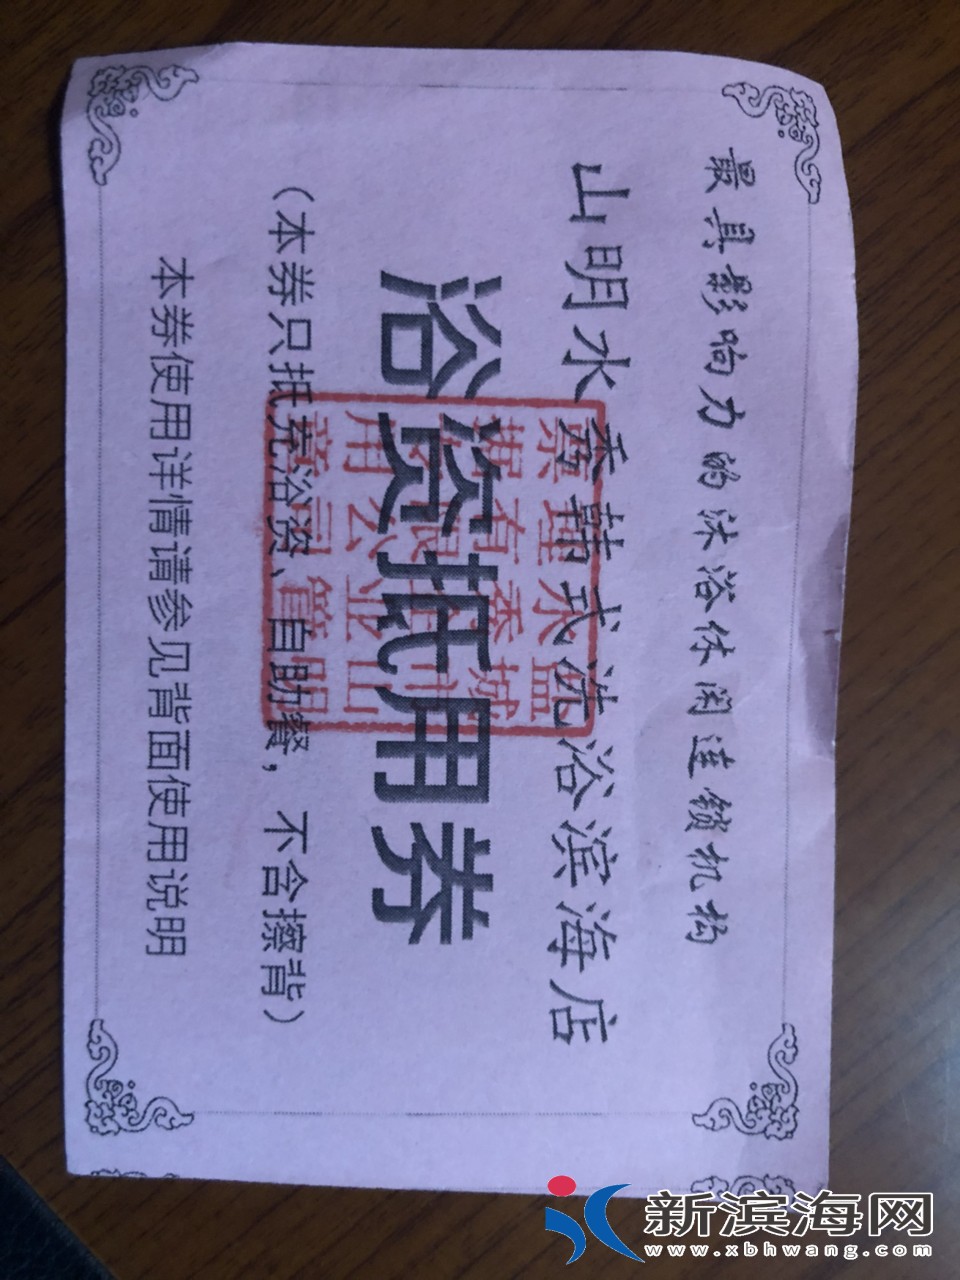 最具影响力的沐浴休闲连锁机构
山明水秀韩式洗浴滨海店
浴资抵用券
（本券只抵充浴资、自助餐，不含擦背）
本券使用详情请参见背面使用说明
新滨海网
www.xbhwang.com